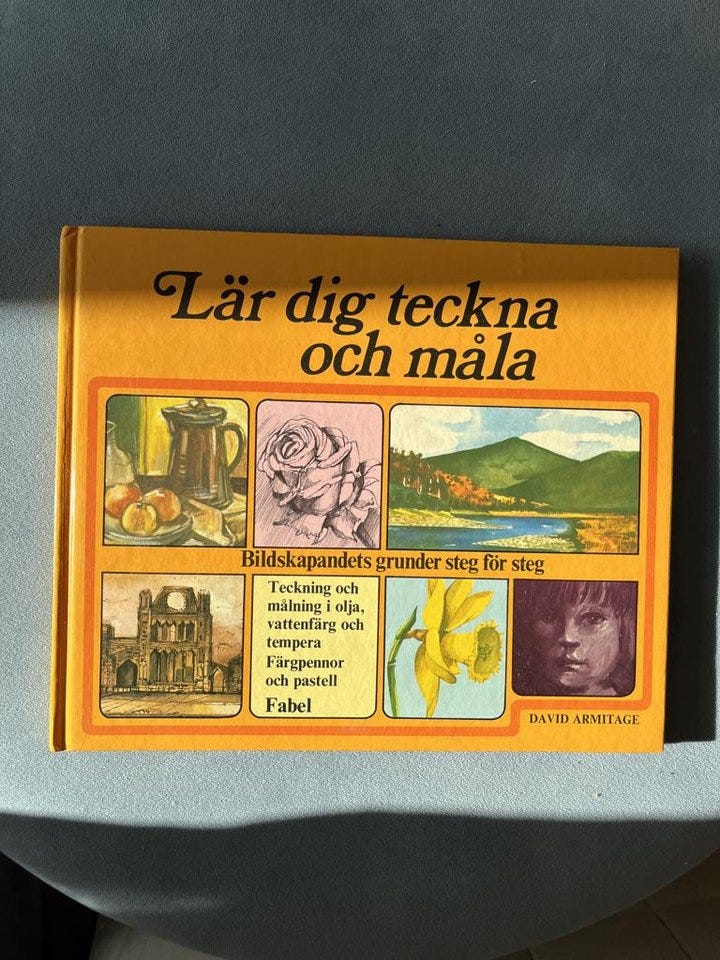 Lär dig teckna
och måla
Bildskapandets grunder steg för steg
Teckning och
målning i olja,
vattenfärg och
tempera
Färgpennor
och pastell
Fabel
DAVID ARMITAGE